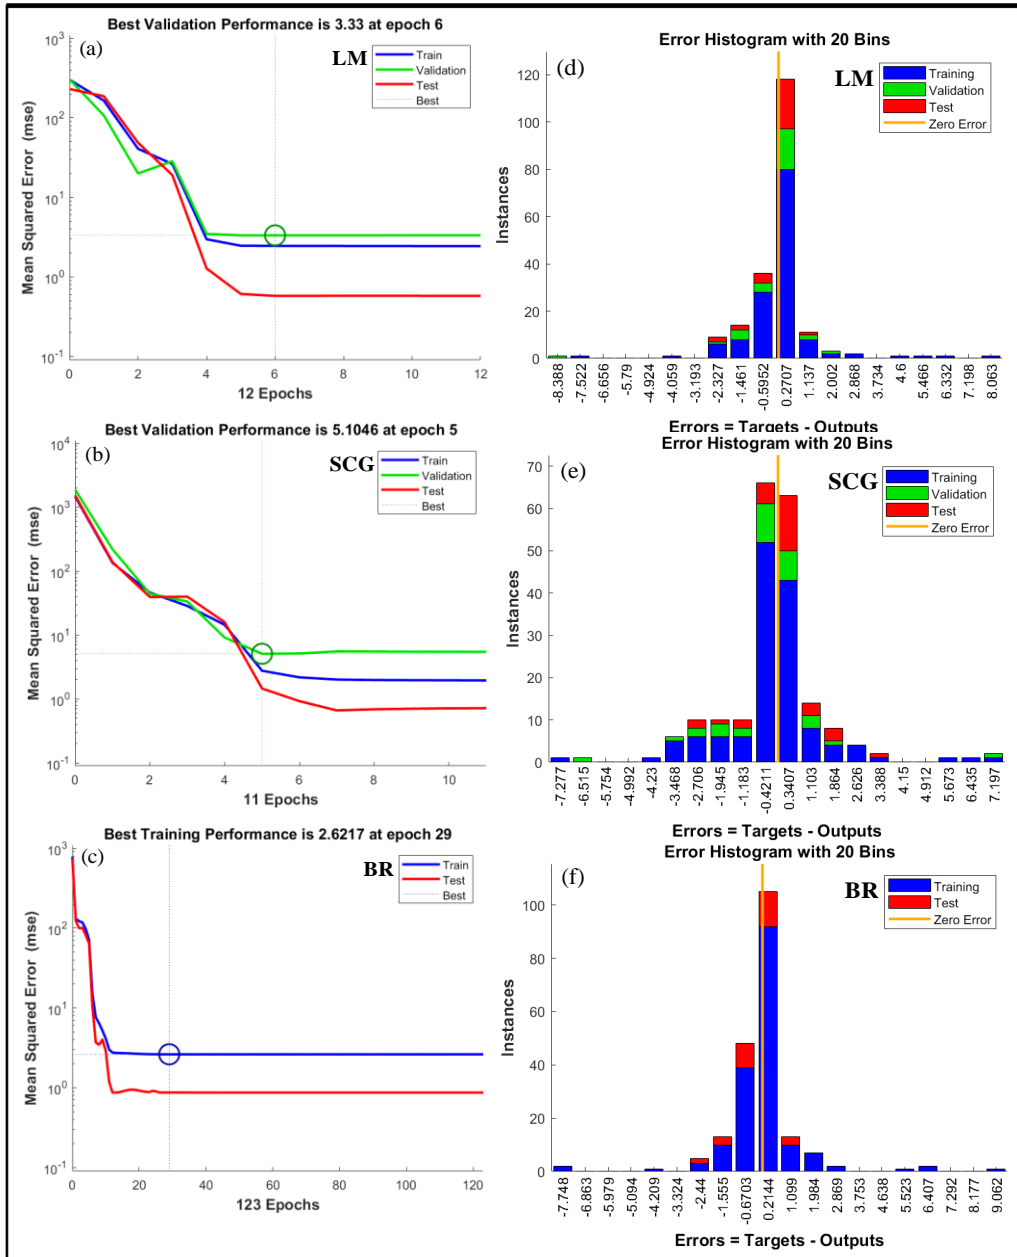 Best Validation Performance is 3.33 at epoch 6
(a)
LM
Train
Validation
Test
Best
Mean Squared Error (mse)
10^3
10^2
10^1
10^0
10^-1
0 2 4 6 8 10 12
12 Epochs
Error Histogram with 20 Bins
(d)
LM
Training
Validation
Test
Zero Error
Instances
120
100
80
60
40
20
0
-8.388 -7.522 -6.656 -5.79 -4.924 -4.059 -3.193 -2.327 -1.461 -0.5952 0.2707 1.137 2.002 2.868 3.734 4.6 5.466 6.332 7.198 8.063
Errors = Targets - Outputs
Best Validation Performance is 5.1046 at epoch 5
(b)
SCG
Train
Validation
Test
Best
Mean Squared Error (mse)
10^4
10^3
10^2
10^1
10^0
10^-1
0 2 4 6 8 10
11 Epochs
Error Histogram with 20 Bins
(e)
SCG
Training
Validation
Test
Zero Error
Instances
70
60
50
40
30
20
10
0
-7.277 -6.515 -5.754 -4.992 -4.23 -3.468 -2.706 -1.945 -1.183 -0.4211 0.3407 1.103 1.864 2.626 3.388 4.15 4.912 5.673 6.435 7.197
Errors = Targets - Outputs
Best Training Performance is 2.6217 at epoch 29
(c)
BR
Train
Test
Best
Mean Squared Error (mse)
10^3
10^2
10^1
10^0
10^-1
0 20 40 60 80 100 120
123 Epochs
Error Histogram with 20 Bins
(f)
BR
Training
Test
Zero Error
Instances
100
80
60
40
20
0
-7.748 -6.863 -5.979 -5.094 -4.209 -3.324 -2.44 -1.555 -0.6703 0.2144 1.099 1.984 2.869 3.753 4.638 5.523 6.407 7.292 8.177 9.062
Errors = Targets - Outputs